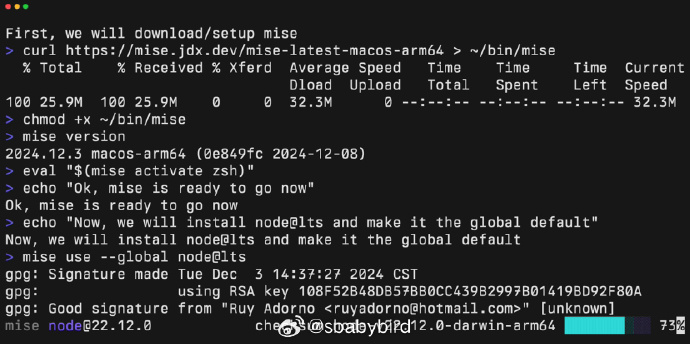 First, we will download/setup mise
> curl https://mise.jdx.dev/mise-latest-macos-arm64 > ~/bin/mise
% Total % Received % Xferd Average Speed Time Time Time Current
Dload Upload Total Spent Left Speed
100 25.9M 100 25.9M 0 0 32.3M 0 --:--:-- --:--:-- --:--:-- 32.3M
> chmod +x ~/bin/mise
> mise version
2024.12.3 macos-arm64 (0e849fc 2024-12-08)
> eval "$(mise activate zsh)"
> echo "Ok, mise is ready to go now"
Ok, mise is ready to go now
> echo "Now, we will install node@lts and make it the global default"
Now, we will install node@lts and make it the global default
> mise use --global node@lts
gpg: Signature made Tue Dec 3 14:37:27 2024 CST
gpg: using RSA key 108F52B48DB57BB0CC439B2997B01419BD92F80A
gpg: Good signature from "Ruy Adorno <ruyadorno@hotmail.com>" [unknown]
mise node@22.12.0 22.12.0-darwin-arm64 73%
@sbabybird